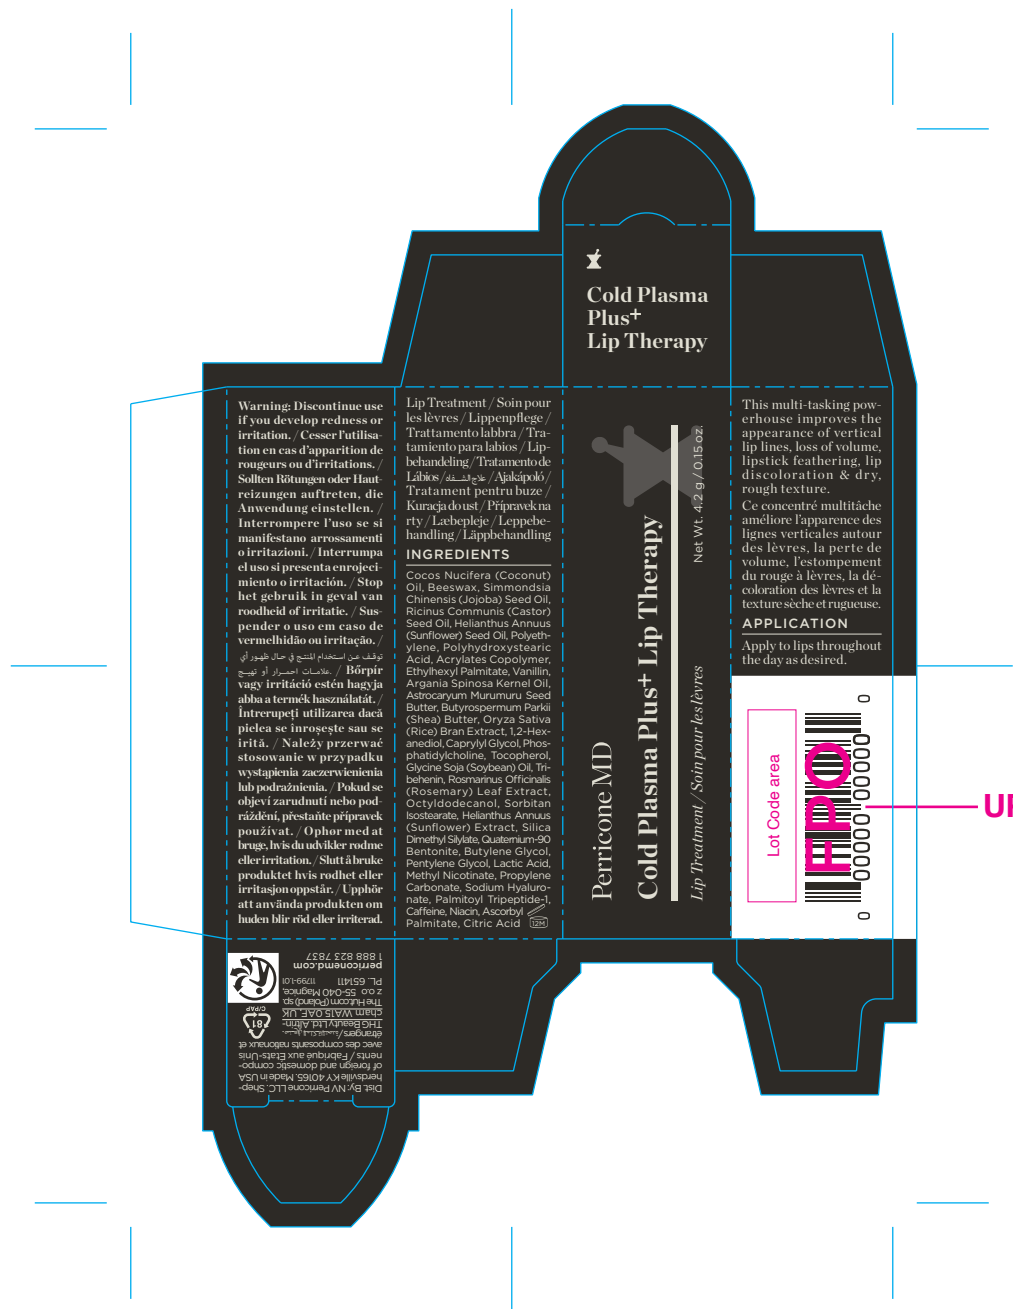 Cold Plasma
Plus+
Lip Therapy
Warning: Discontinue use
if you develop redness or
irritation. / Cesser l'utilisa-
tion en cas d'apparition de
rougeurs ou d'irritations. /
Sollten Rötungen oder Haut-
reizungen auftreten, die
Anwendung einstellen. /
Interrompere l'uso se si
manifestano arrossamenti
o irritazioni. / Interrumpa
el uso si presenta enrojeci-
miento o irritación. / Stop
het gebruik in geval van
roodheid of irritatie. / Sus-
pender o uso em caso de
vermelhidão ou irritação. /
توقف عن استخدام المنتج في حال ظهور أي
علامات احمرار أو تهيج. / Bőrpír
vagy irritáció estén hagyja
abba a termék használatát. /
Întrerupeți utilizarea dacă
pielea se înroșește sau se
irită. / Należy przerwać
stosowanie w przypadku
wystąpienia zaczerwienienia
lub podrażnienia. / Pokud se
objeví zarudnutí nebo pod-
ráždění, přestaňte přípravek
používat. / Ophør med at
bruge, hvis du udvikler rødme
eller irritation. / Slutt å bruke
produktet hvis rødhet eller
irritasjon oppstår. / Upphör
att använda produkten om
huden blir röd eller irriterad.
Lip Treatment / Soin pour
les lèvres / Lippenpflege /
Trattamento labbra / Tra-
tamiento para labios / Lip-
behandeling / Tratamento de
Lábios / علاج الشفاه / Ajakápoló /
Tratament pentru buze /
Kuracja do ust / Přípravek na
rty / Læbepleje / Leppebe-
handling / Läppbehandling
INGREDIENTS
Cocos Nucifera (Coconut)
Oil, Beeswax, Simmondsia
Chinensis (Jojoba) Seed Oil,
Ricinus Communis (Castor)
Seed Oil, Helianthus Annuus
(Sunflower) Seed Oil, Polyeth-
ylene, Polyhydroxystearic
Acid, Acrylates Copolymer,
Ethylhexyl Palmitate, Vanillin,
Argania Spinosa Kernel Oil,
Astrocaryum Murumuru Seed
Butter, Butyrospermum Parkii
(Shea) Butter, Oryza Sativa
(Rice) Bran Extract, 1,2-Hex-
anediol, Caprylyl Glycol, Phos-
phatidylcholine, Tocopherol,
Glycine Soja (Soybean) Oil, Tri-
behenin, Rosmarinus Officinalis
(Rosemary) Leaf Extract,
Octyldodecanol, Sorbitan
Isostearate, Helianthus Annuus
(Sunflower) Extract, Silica
Dimethyl Silylate, Quaternium-90
Bentonite, Butylene Glycol,
Pentylene Glycol, Lactic Acid,
Methyl Nicotinate, Propylene
Carbonate, Sodium Hyaluro-
nate, Palmitoyl Tripeptide-1,
Caffeine, Niacin, Ascorbyl
Palmitate, Citric Acid 12M
Perricone MD
Cold Plasma Plus+ Lip Therapy
Lip Treatment / Soin pour les lèvres
Net Wt. 4.2 g / 0.15 oz.
This multi-tasking pow-
erhouse improves the
appearance of vertical
lip lines, loss of volume,
lipstick feathering, lip
discoloration & dry,
rough texture.
Ce concentré multitâche
améliore l'apparence des
lignes verticales autour
des lèvres, la perte de
volume, l'estompement
du rouge à lèvres, la dé-
coloration des lèvres et la
texture sèche et rugueuse.
APPLICATION
Apply to lips throughout
the day as desired.
Lot Code area
FPO
0 00000 00000 0
UP
Dist. By: NV Perricone LLC. Shep-
herdsville KY 40165. Made in USA
of foreign and domestic compo-
nents / Fabriqué aux États-Unis
avec des composants nationaux et
étrangers /
THG Beauty Ltd. Altrin-
cham WA15 0AF. UK
The Hut.com (Poland) sp.
z o.o. 55-040 Magnice,
PL. 651411 11799-1.01
perriconemd.com
1 888 823 7837
81
C/PAP